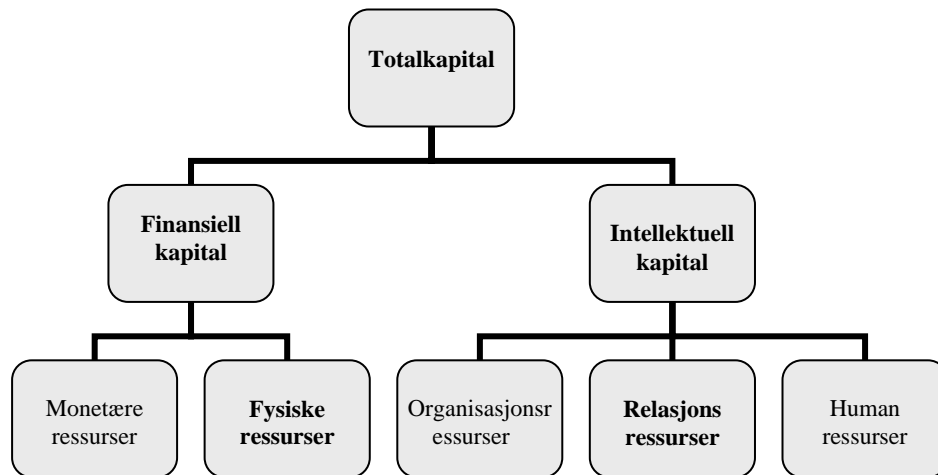 Totalkapital
Finansiell
kapital
Intellektuell
kapital
Monetære
ressurser
Fysiske
ressurser
Organisasjonsr
essurser
Relasjons
ressurser
Human
ressurser